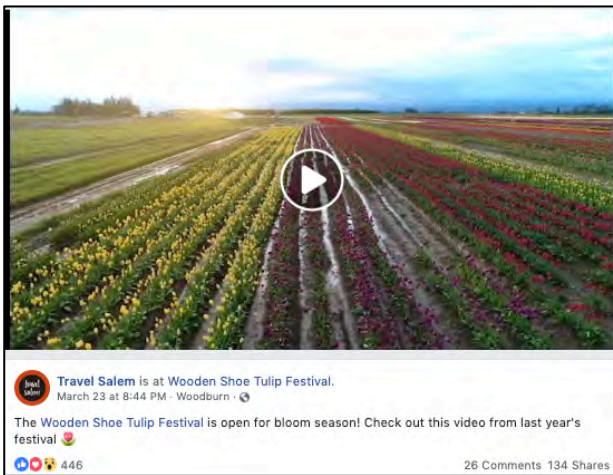 travel
salem
Travel Salem is at Wooden Shoe Tulip Festival.
March 23 at 8:44 PM · Woodburn ·
The Wooden Shoe Tulip Festival is open for bloom season! Check out this video from last year's
festival 🌷
446
26 Comments 134 Shares